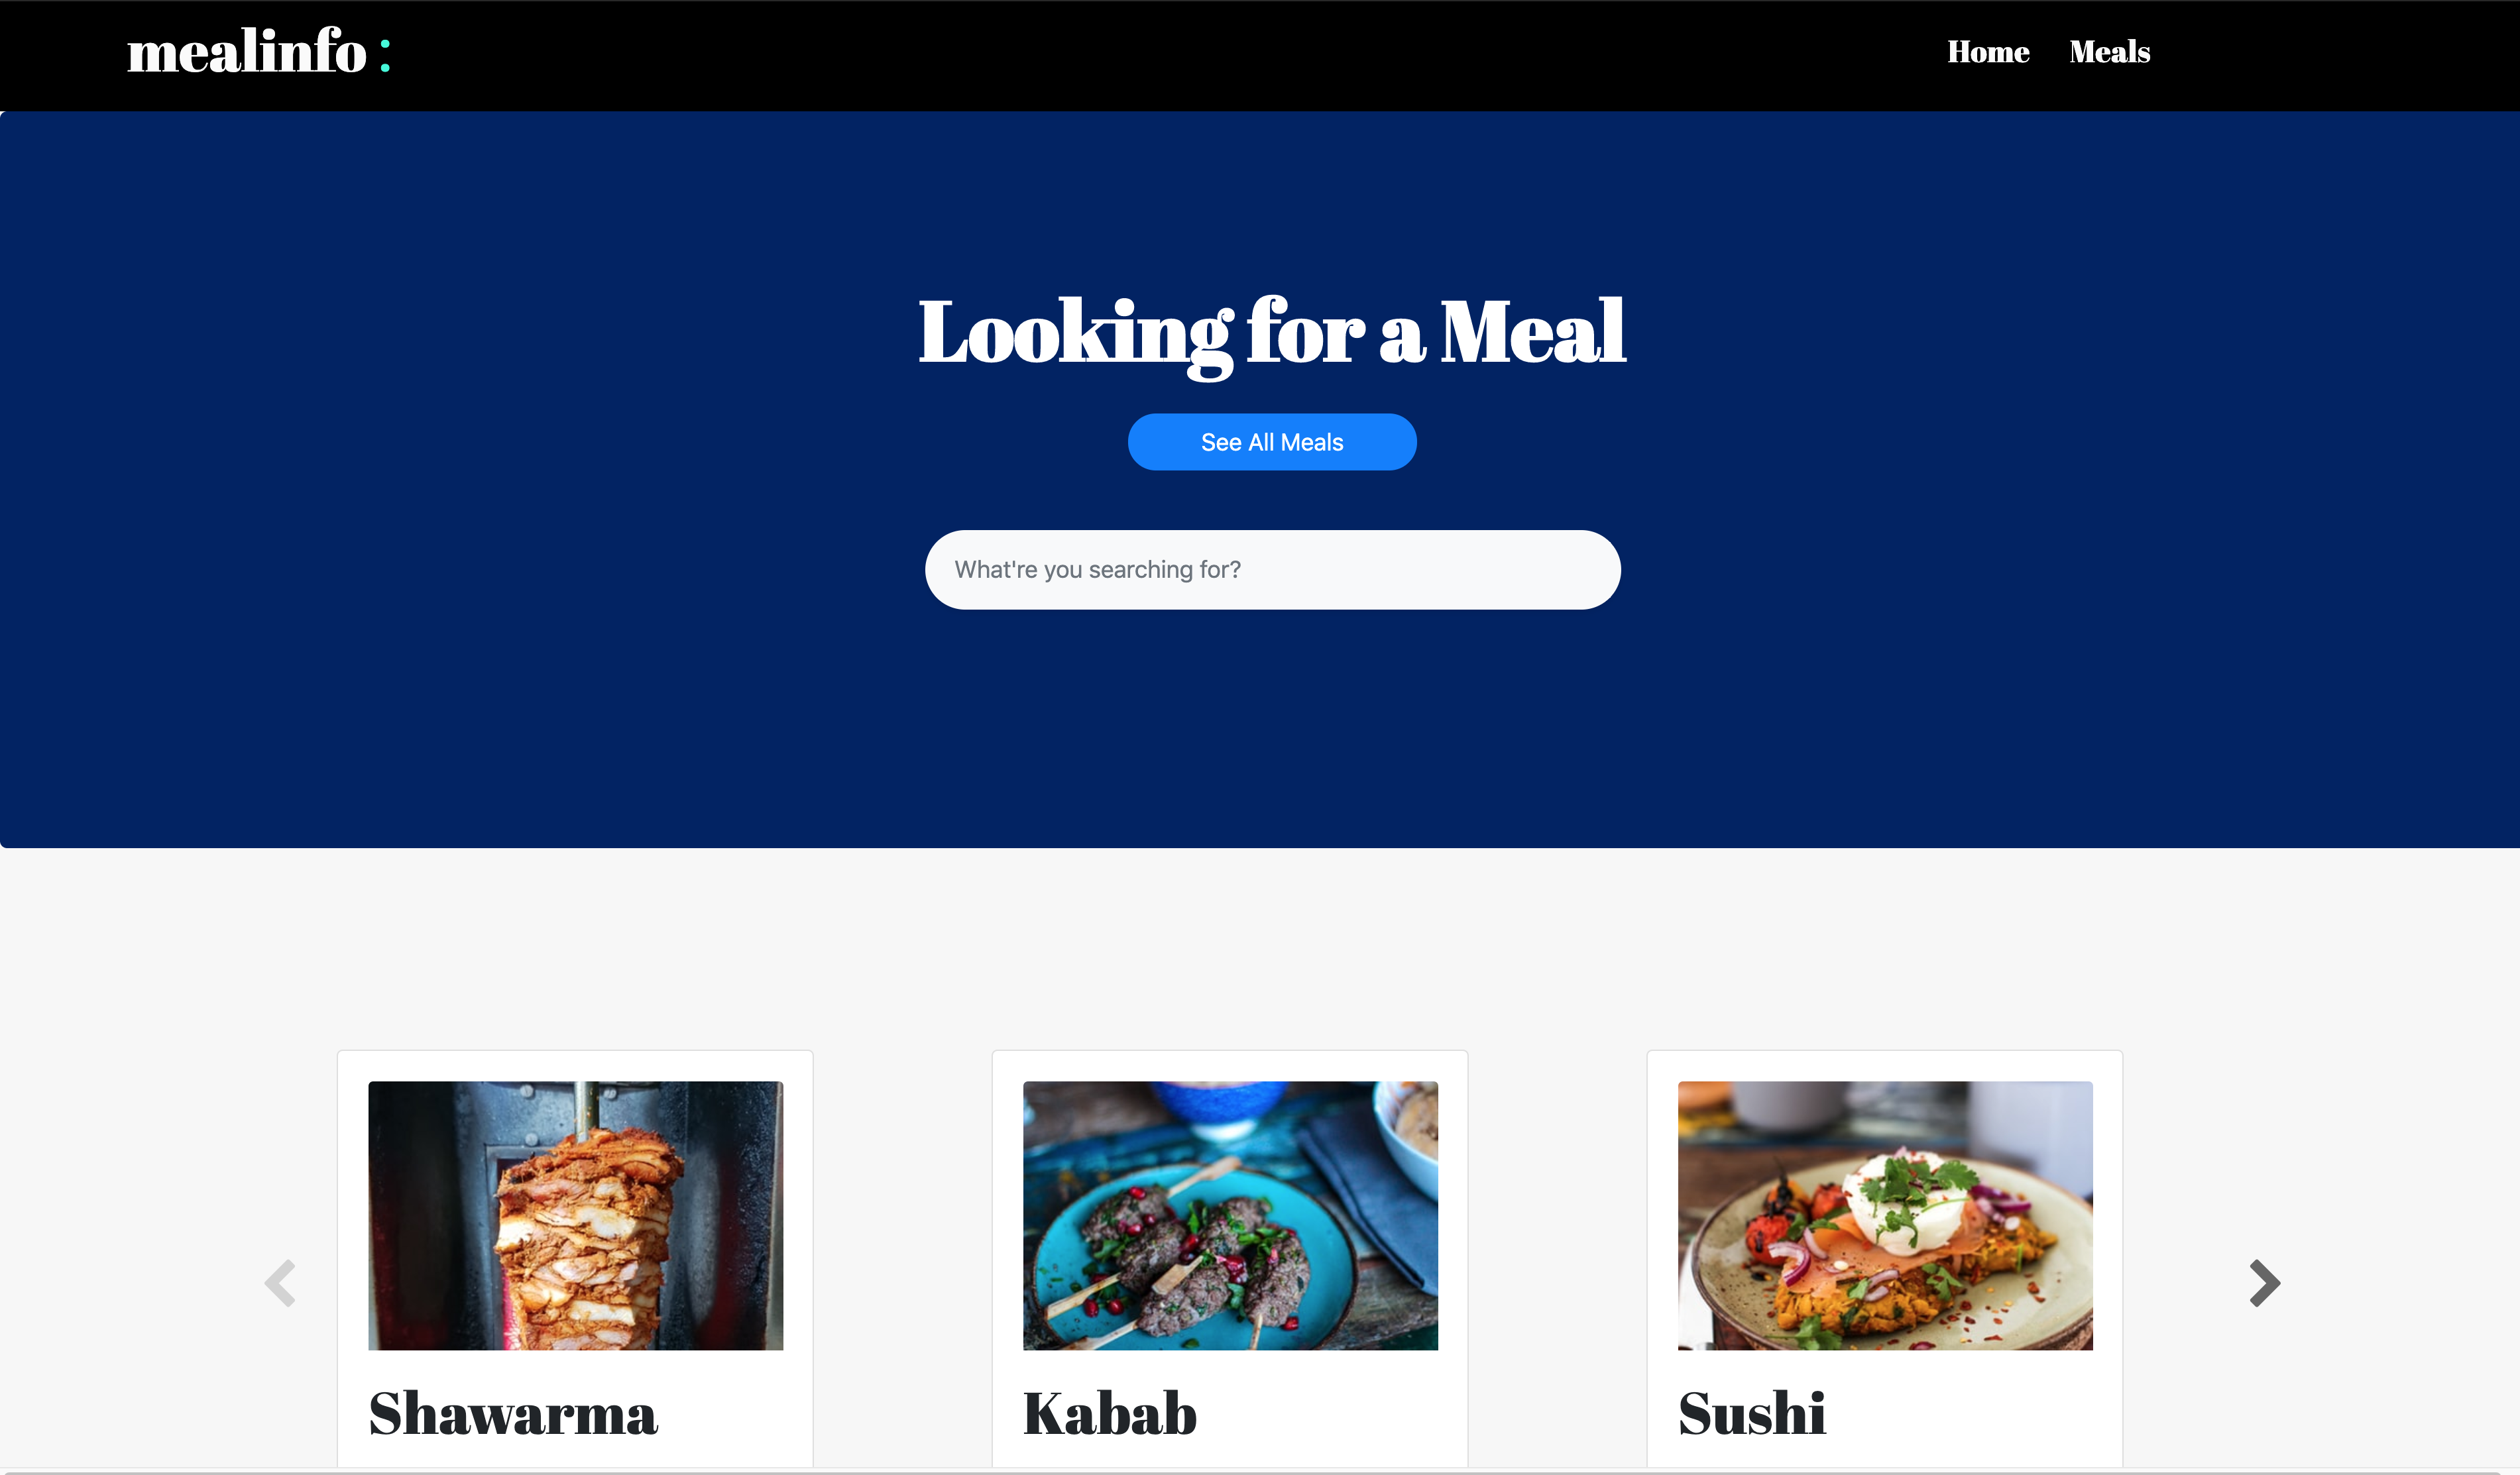 mealinfo :
Home Meals
Looking for a Meal
See All Meals
What're you searching for?
Shawarma
Kabab
Sushi